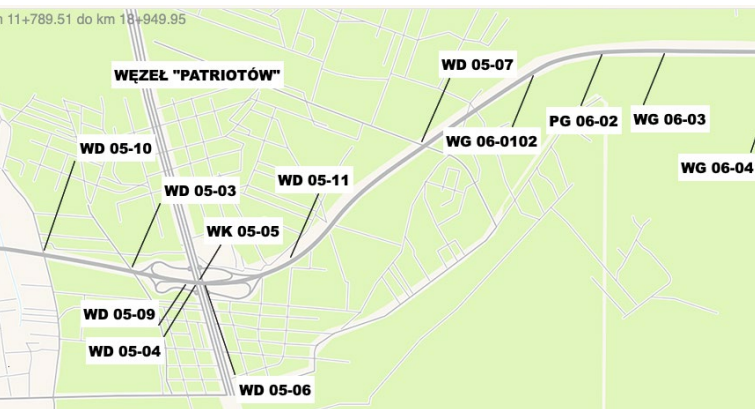 11+789.51 do km 18+949.95
WD 05-07
WĘZEŁ "PATRIOTÓW"
PG 06-02
WG 06-03
WG 06-0102
WD 05-10
WG 06-04
WD 05-11
WD 05-03
WK 05-05
WD 05-09
WD 05-04
WD 05-06